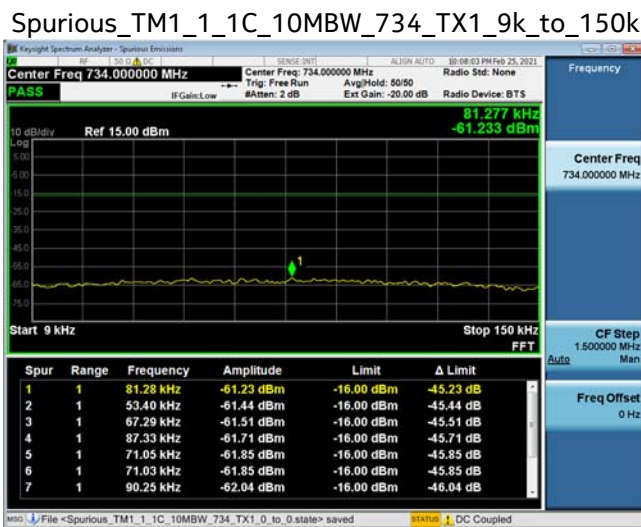 Spurious_TM1_1_1C_10MBW_734_TX1_9k_to_150k
Keysight Spectrum Analyzer - Spurious Emissions
RF 50 Ω DC SENSE:INT ALIGN AUTO 10:08:03 PM Feb 25, 2021
Center Freq 734.000000 MHz
Center Freq: 734.000000 MHz
Radio Std: None
Trig: Free Run
Avg|Hold: 50/50
PASS
IFGain:Low
#Atten: 2 dB
Ext Gain: -20.00 dB
Radio Device: BTS
Frequency
81.277 kHz
-61.233 dBm
10 dB/div
Ref 15.00 dBm
Log
5.00
-5.00
-15.0
-25.0
-35.0
-45.0
-55.0
-65.0
-75.0
1
Start 9 kHz
Stop 150 kHz
FFT
Center Freq
734.000000 MHz
CF Step
1.500000 MHz
Auto Man
Freq Offset
0 Hz
Spur Range Frequency Amplitude Limit Δ Limit
1 1 81.28 kHz -61.23 dBm -16.00 dBm -45.23 dB
2 1 53.40 kHz -61.44 dBm -16.00 dBm -45.44 dB
3 1 67.29 kHz -61.51 dBm -16.00 dBm -45.51 dB
4 1 87.33 kHz -61.71 dBm -16.00 dBm -45.71 dB
5 1 71.05 kHz -61.85 dBm -16.00 dBm -45.85 dB
6 1 71.03 kHz -61.85 dBm -16.00 dBm -45.85 dB
7 1 90.25 kHz -62.04 dBm -16.00 dBm -46.04 dB
MSG File <Spurious_TM1_1_1C_10MBW_734_TX1_0_to_0.state> saved
STATUS DC Coupled